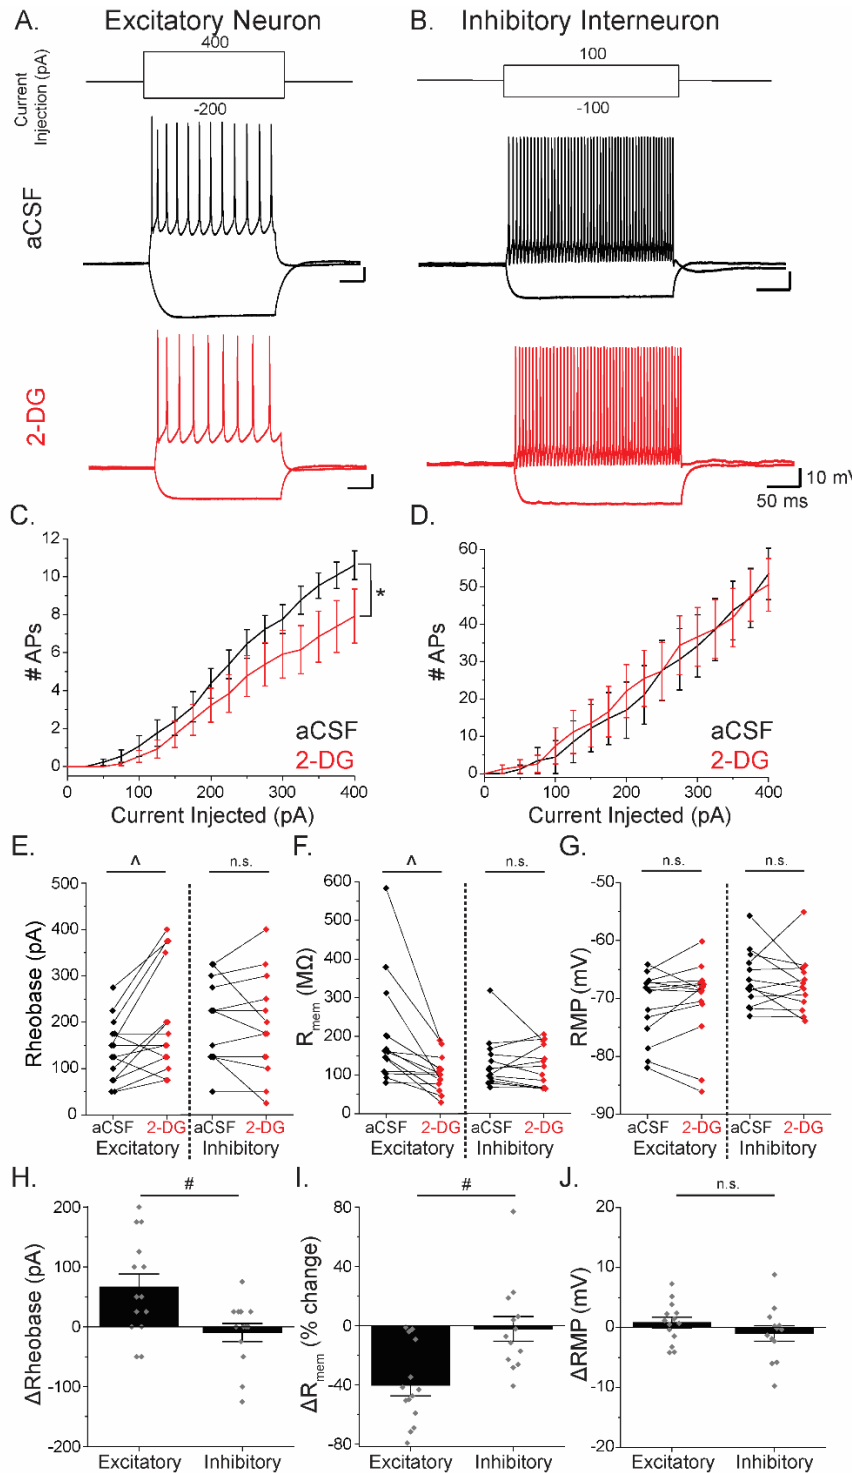 A. Excitatory Neuron
B. Inhibitory Interneuron
Current
Injection (pA)
400
-200
100
-100
aCSF
2-DG
10 mV
50 ms
C.
12
10
8
6
4
2
0
# APs
*
aCSF
2-DG
0 100 200 300 400
Current Injected (pA)
D.
60
50
40
30
20
10
0
# APs
aCSF
2-DG
0 100 200 300 400
Current Injected (pA)
E.
^ n.s.
500
400
300
200
100
0
Rheobase (pA)
aCSF 2-DG aCSF 2-DG
Excitatory Inhibitory
F.
^ n.s.
600
500
400
300
200
100
0
Rmem (MΩ)
aCSF 2-DG aCSF 2-DG
Excitatory Inhibitory
G.
n.s. n.s.
-50
-60
-70
-80
-90
RMP (mV)
aCSF 2-DG aCSF 2-DG
Excitatory Inhibitory
H.
#
200
100
0
-100
-200
ΔRheobase (pA)
Excitatory Inhibitory
I.
#
80
40
0
-40
-80
ΔRmem (% change)
Excitatory Inhibitory
J.
n.s.
20
10
0
-10
-20
ΔRMP (mV)
Excitatory Inhibitory